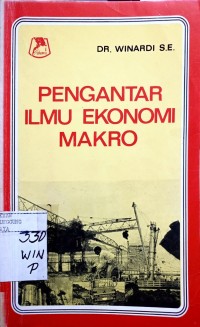 DR. WINARDI S.E.
PENGANTAR
ILMU EKONOMI
MAKRO
330
WIN
P